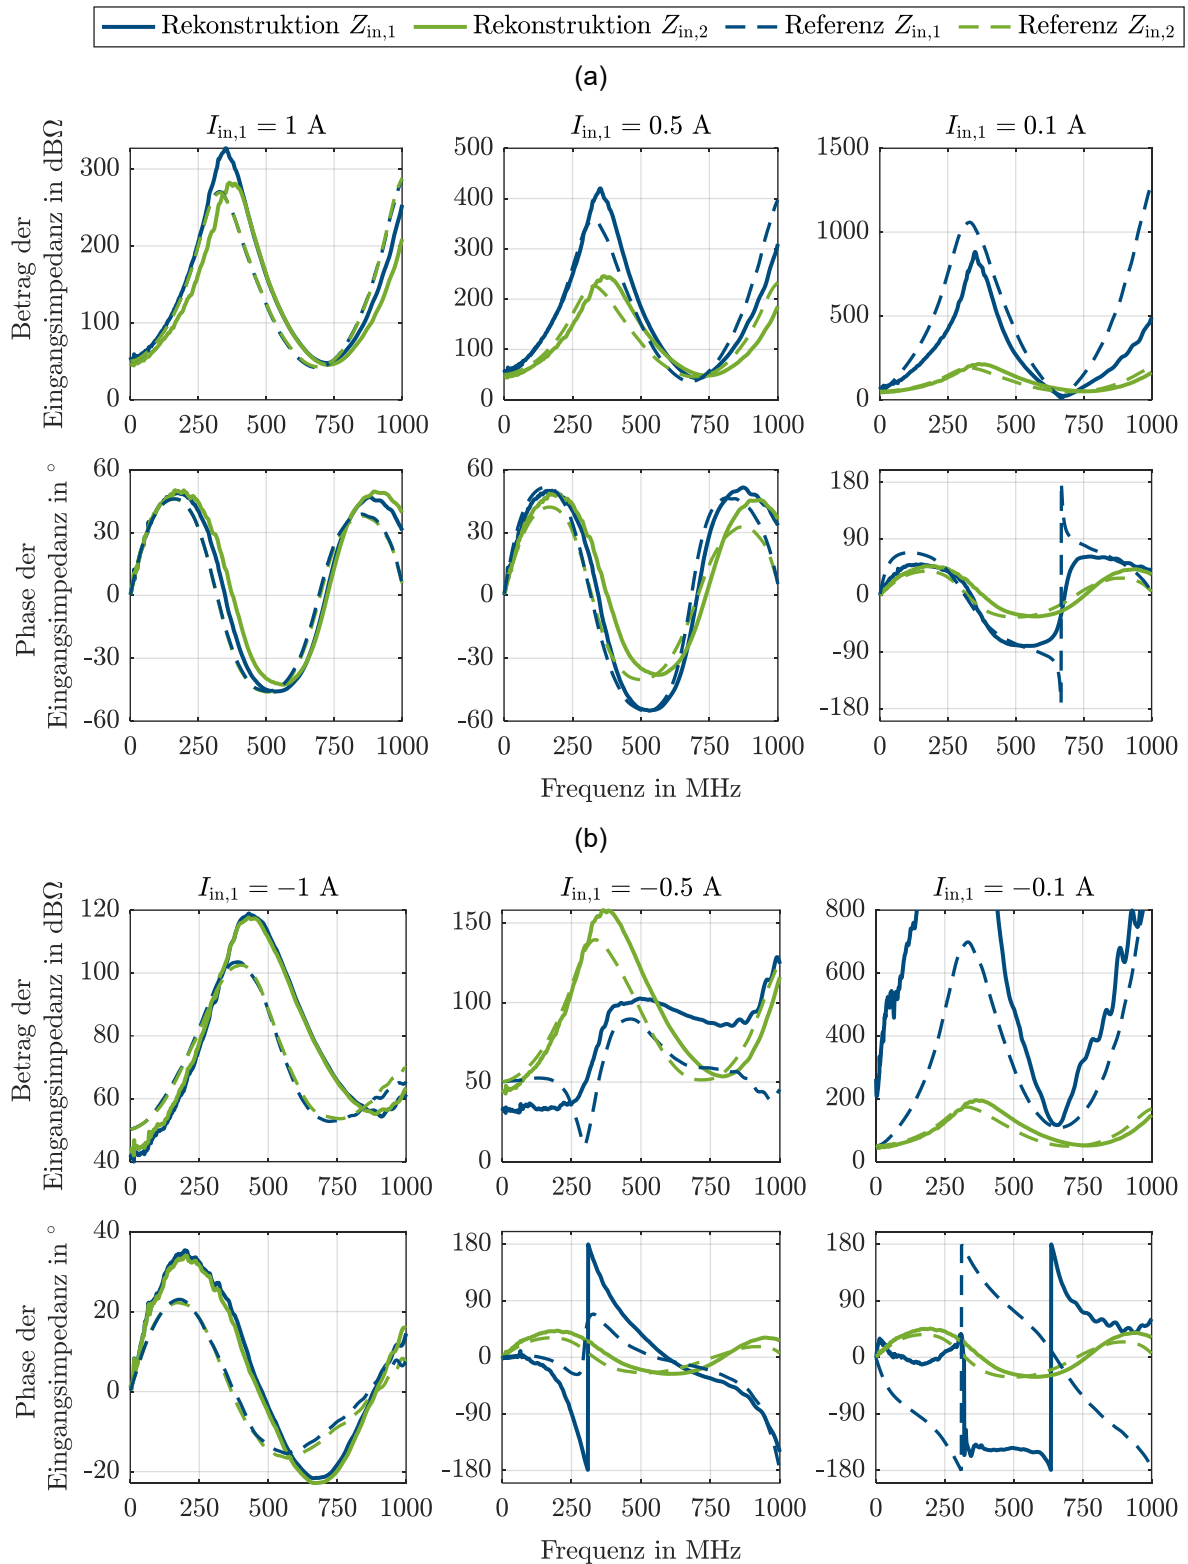 Rekonstruktion Z_in,1 Rekonstruktion Z_in,2 Referenz Z_in,1 Referenz Z_in,2
(a)
I_in,1 = 1 A
I_in,1 = 0.5 A
I_in,1 = 0.1 A
Betrag der
Eingangsimpedanz in dBΩ
300
200
100
0
0 250 500 750 1000
500
400
300
200
100
0
0 250 500 750 1000
1500
1000
500
0
0 250 500 750 1000
Phase der
Eingangsimpedanz in °
60
30
0
-30
-60
0 250 500 750 1000
60
30
0
-30
-60
0 250 500 750 1000
180
90
0
-90
-180
0 250 500 750 1000
Frequenz in MHz
(b)
I_in,1 = −1 A
I_in,1 = −0.5 A
I_in,1 = −0.1 A
Betrag der
Eingangsimpedanz in dBΩ
120
100
80
60
40
0 250 500 750 1000
150
100
50
0
0 250 500 750 1000
800
600
400
200
0
0 250 500 750 1000
Phase der
Eingangsimpedanz in °
40
20
0
-20
0 250 500 750 1000
180
90
0
-90
-180
0 250 500 750 1000
180
90
0
-90
-180
0 250 500 750 1000
Frequenz in MHz